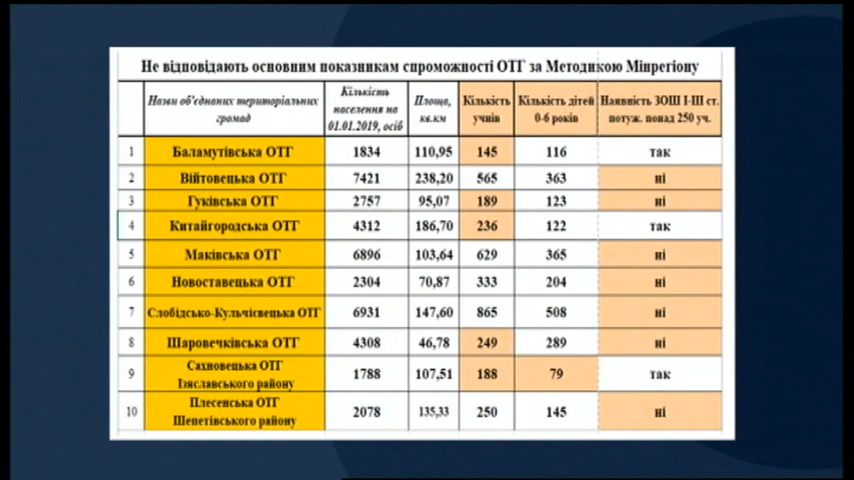 Не відповідають основним показникам спроможності ОТГ за Методикою Мінрегіону
Назви об'єднаних територіальних громад Кількість населення на 01.01.2019, осіб Площа, кв.км Кількість учнів Кількість дітей 0-6 років Наявність ЗОШ І-ІІІ ст. потуж. понад 250 уч.
1 Баламутівська ОТГ 1834 110,95 145 116 так
2 Війтовецька ОТГ 7421 238,20 565 363 ні
3 Гуківська ОТГ 2757 95,07 189 123 ні
4 Китайгородська ОТГ 4312 186,70 236 122 так
5 Маківська ОТГ 6896 103,64 629 365 ні
6 Новоставецька ОТГ 2304 70,87 333 204 ні
7 Слобідсько-Кульчієвецька ОТГ 6931 147,60 865 508 ні
8 Шаровечківська ОТГ 4308 46,78 249 289 ні
9 Сахновецька ОТГ Ізяславського району 1788 107,51 188 79 так
10 Плесенська ОТГ Шепетівського району 2078 135,33 250 145 ні